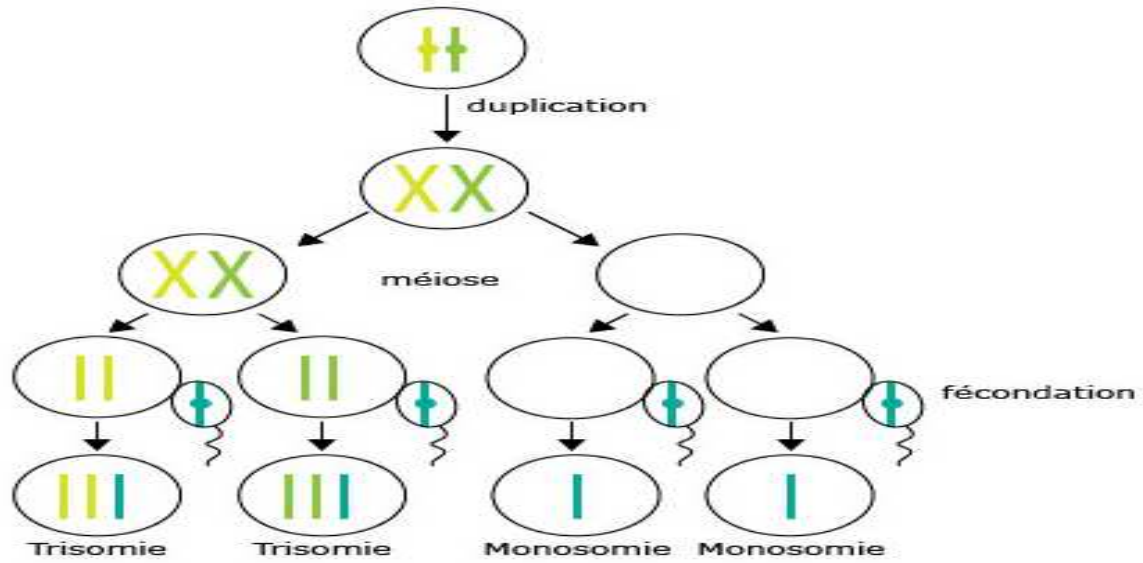 duplication
méiose
fécondation
Trisomie
Trisomie
Monosomie
Monosomie